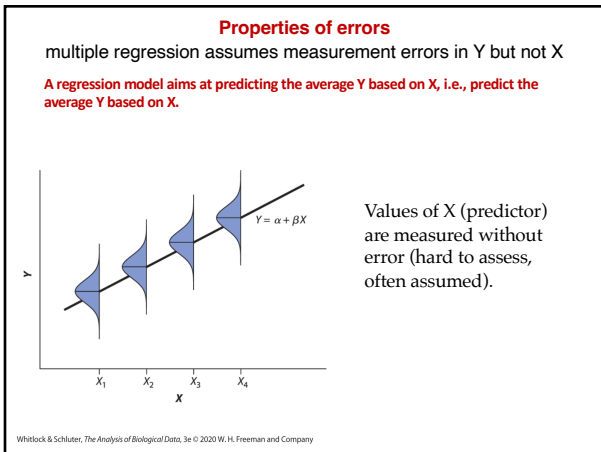 Properties of errors
multiple regression assumes measurement errors in Y but not X
A regression model aims at predicting the average Y based on X, i.e., predict the
average Y based on X.
Y = α + βX
Values of X (predictor)
are measured without
error (hard to assess,
often assumed).
Y
X₁ X₂ X₃ X₄
X
Whitlock & Schluter, The Analysis of Biological Data, 3e © 2020 W. H. Freeman and Company